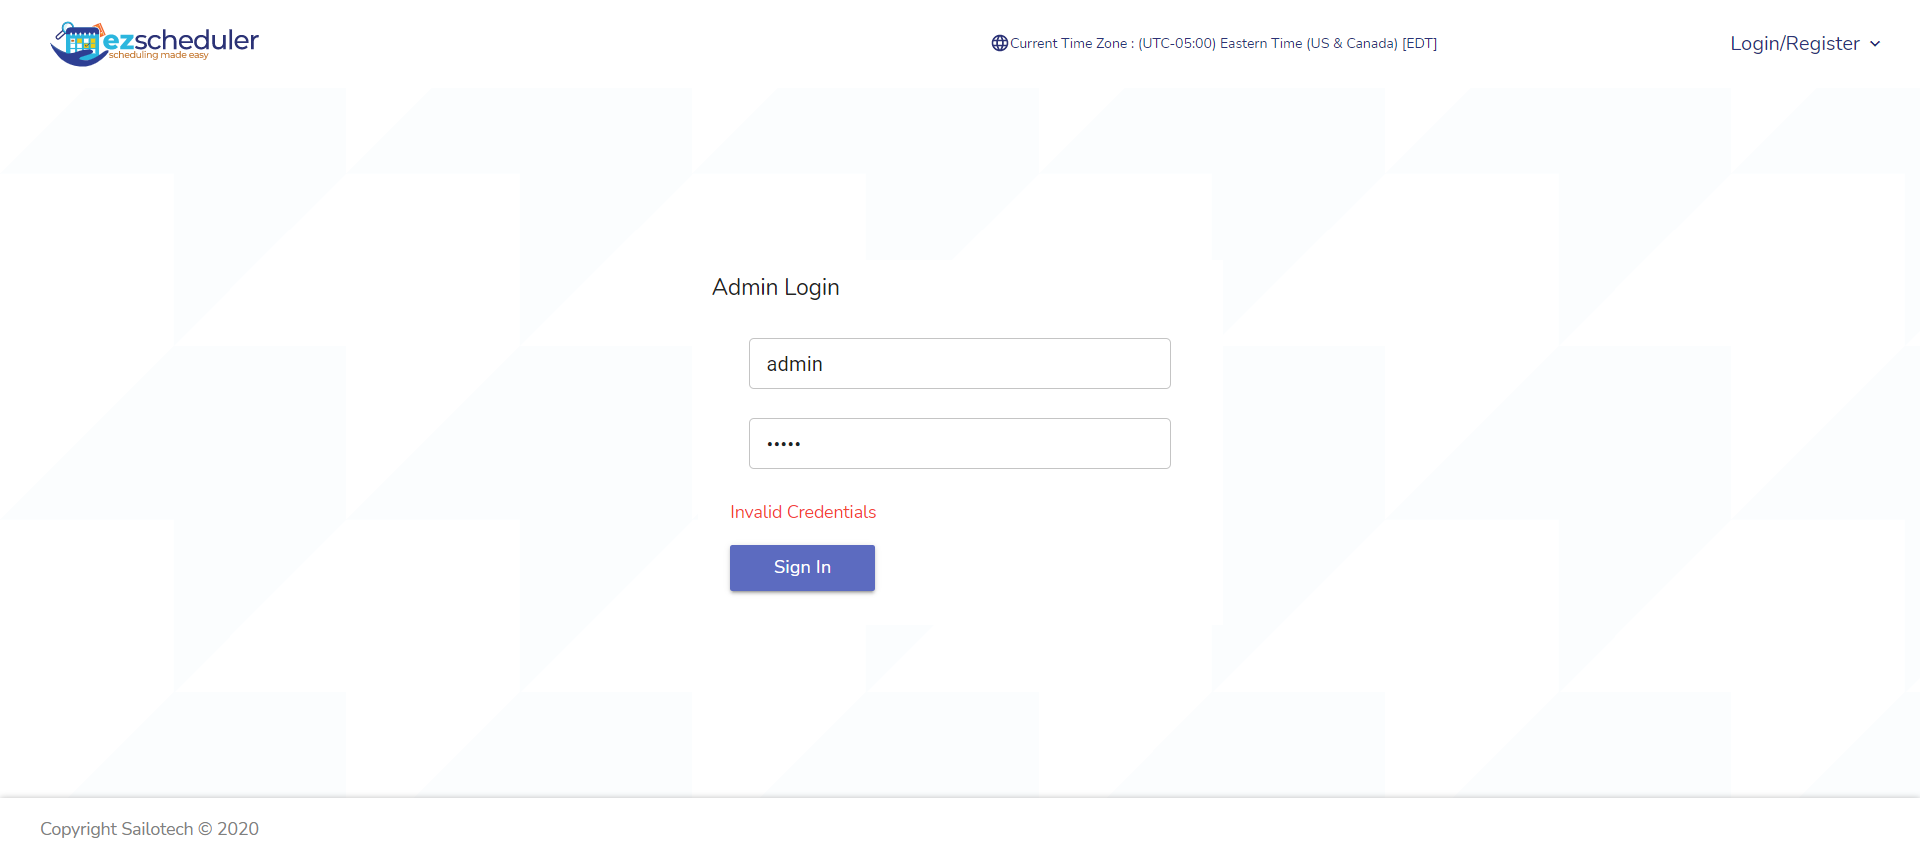 ezscheduler
scheduling made easy
Current Time Zone : (UTC-05:00) Eastern Time (US & Canada) [EDT]
Login/Register
Admin Login
admin
•••••
Invalid Credentials
Sign In
Copyright Sailotech © 2020